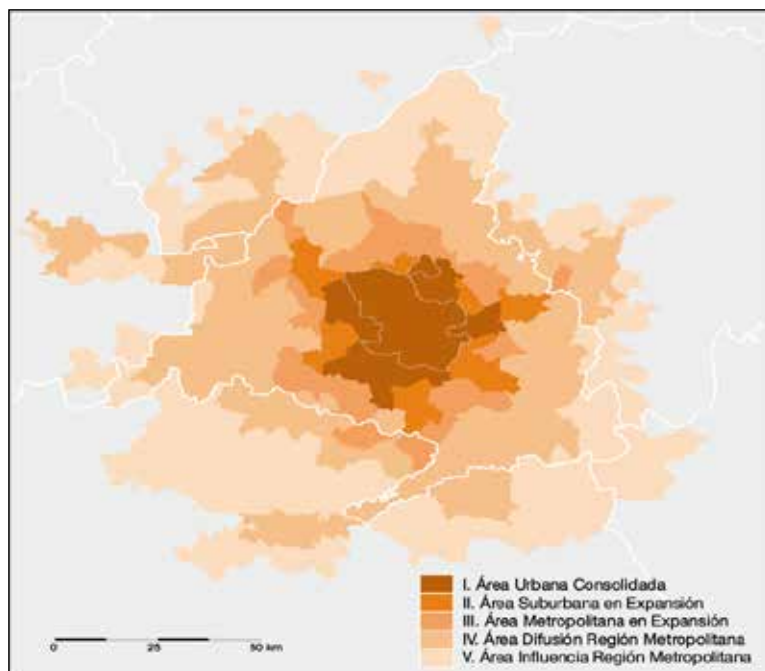 I. Área Urbana Consolidada
II. Área Suburbana en Expansión
III. Área Metropolitana en Expansión
IV. Área Difusión Región Metropolitana
V. Área Influencia Región Metropolitana
0 25 50 km